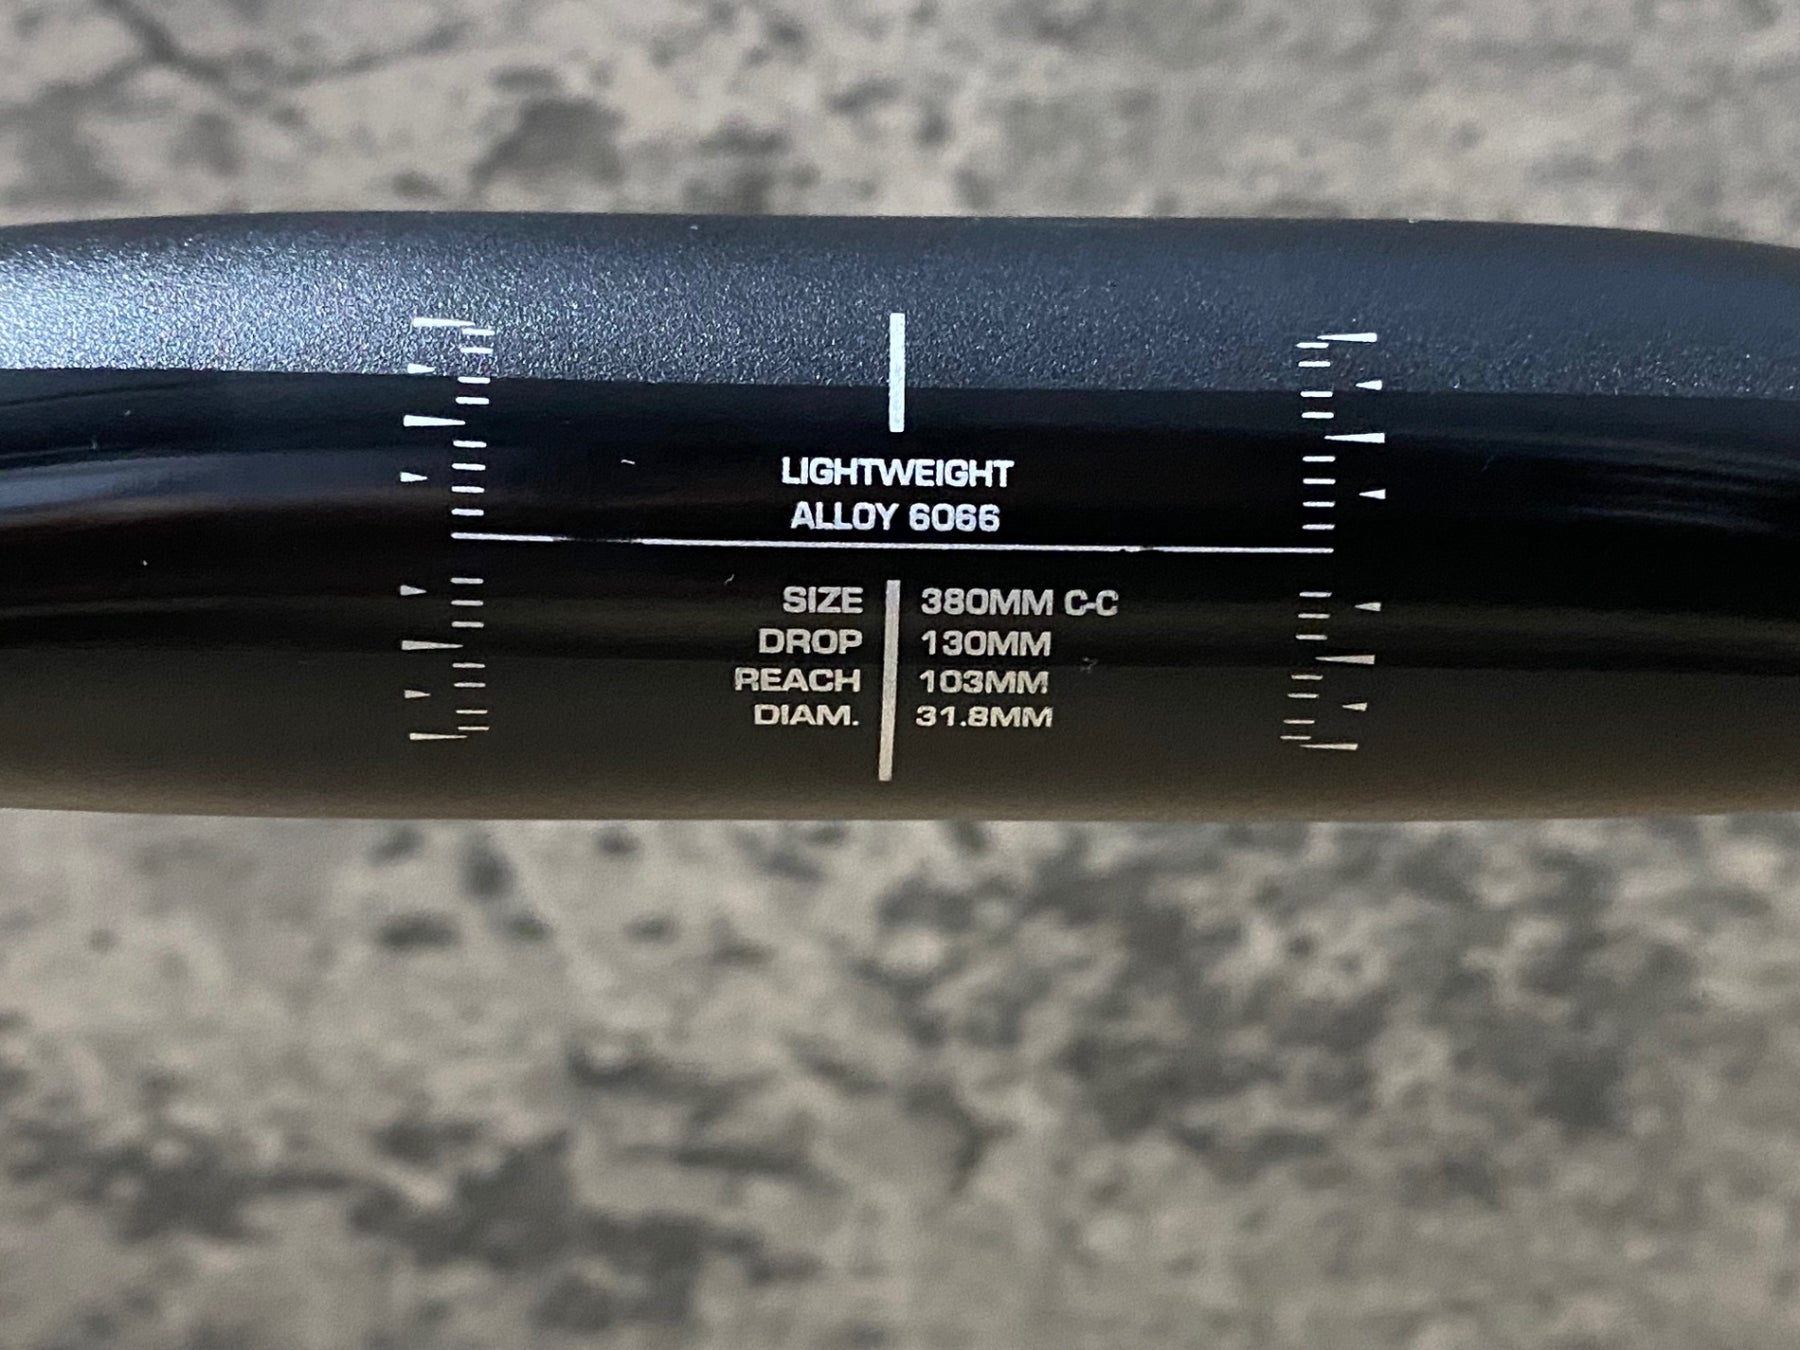 LIGHTWEIGHT
ALLOY 6066
SIZE 380MM C-C
DROP 130MM
REACH 103MM
DIAM. 31.8MM